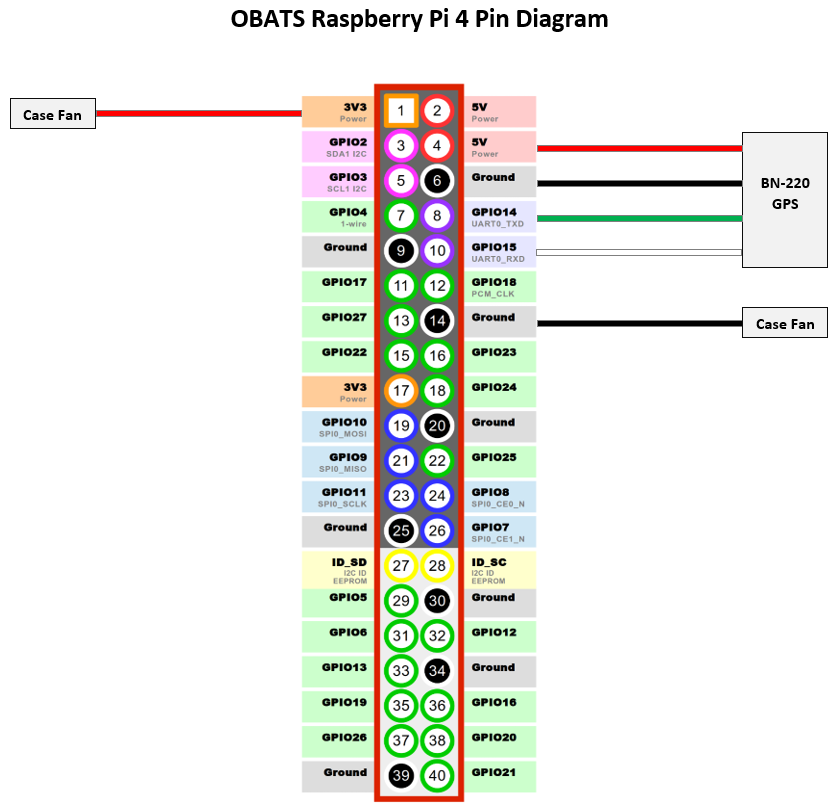 OBATS Raspberry Pi 4 Pin Diagram
Case Fan
3V3
Power
1
2
5V
Power
GPIO2
SDA1 I2C
3
4
5V
Power
GPIO3
SCL1 I2C
5
6
Ground
BN-220
GPS
GPIO4
1-wire
7
8
GPIO14
UART0_TXD
Ground
9
10
GPIO15
UART0_RXD
GPIO17
11
12
GPIO18
PCM_CLK
GPIO27
13
14
Ground
Case Fan
GPIO22
15
16
GPIO23
3V3
Power
17
18
GPIO24
GPIO10
SPI0_MOSI
19
20
Ground
GPIO9
SPI0_MISO
21
22
GPIO25
GPIO11
SPI0_SCLK
23
24
GPIO8
SPI0_CE0_N
Ground
25
26
GPIO7
SPI0_CE1_N
ID_SD
I2C ID
EEPROM
27
28
ID_SC
I2C ID
EEPROM
GPIO5
29
30
Ground
GPIO6
31
32
GPIO12
GPIO13
33
34
Ground
GPIO19
35
36
GPIO16
GPIO26
37
38
GPIO20
Ground
39
40
GPIO21